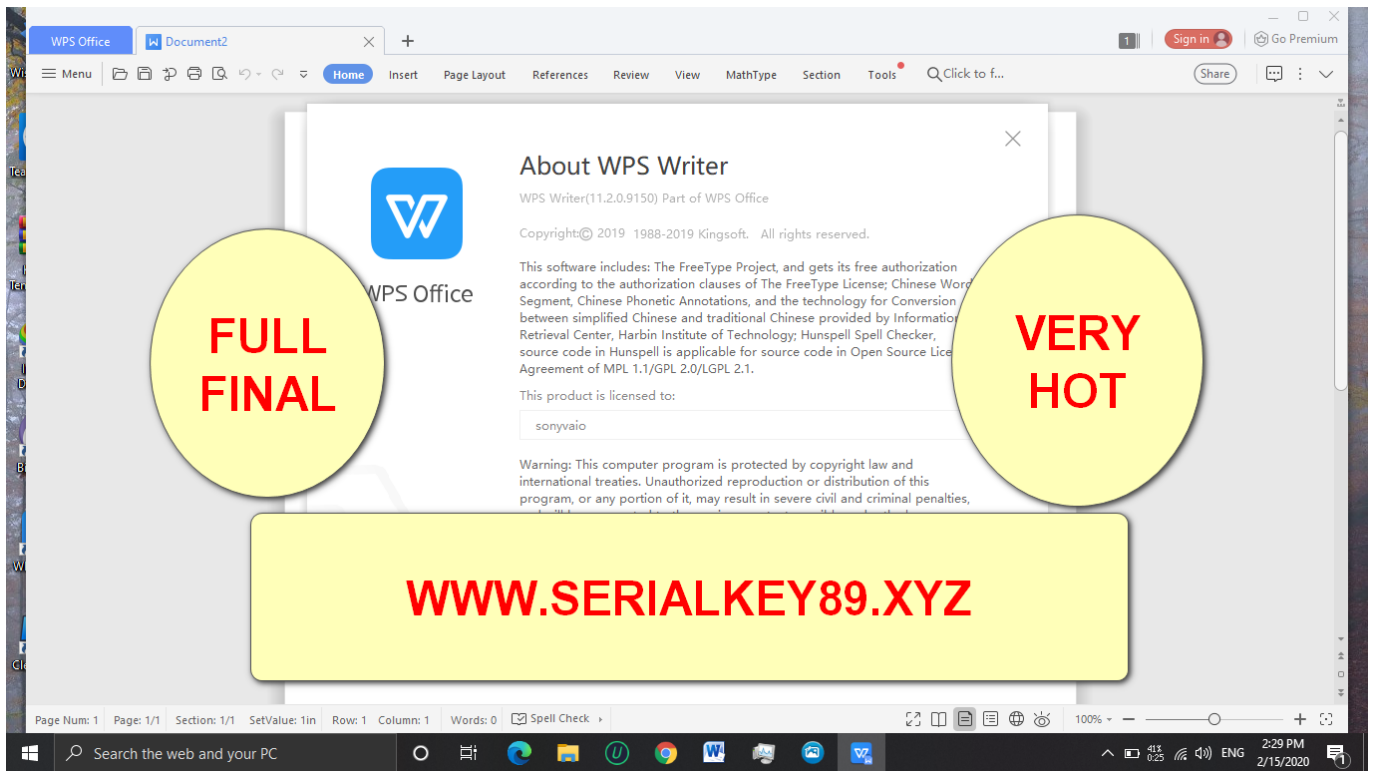 WPS Office
Document2
1
Sign in
Go Premium
Menu
Home
Insert
Page Layout
References
Review
View
MathType
Section
Tools
Click to f...
Share
About WPS Writer
WPS Writer(11.2.0.9150) Part of WPS Office
Copyright:© 2019 1988-2019 Kingsoft. All rights reserved.
This software includes: The FreeType Project, and gets its free authorization
according to the authorization clauses of The FreeType License; Chinese Word
Segment, Chinese Phonetic Annotations, and the technology for Conversion
between simplified Chinese and traditional Chinese provided by Information
Retrieval Center, Harbin Institute of Technology; Hunspell Spell Checker,
source code in Hunspell is applicable for source code in Open Source Lice
Agreement of MPL 1.1/GPL 2.0/LGPL 2.1.
This product is licensed to:
sonyvaio
Warning: This computer program is protected by copyright law and
international treaties. Unauthorized reproduction or distribution of this
program, or any portion of it, may result in severe civil and criminal penalties,
WPS Office
FULL
FINAL
VERY
HOT
WWW.SERIALKEY89.XYZ
Page Num: 1
Page: 1/1
Section: 1/1
SetValue: 1in
Row: 1
Column: 1
Words: 0
Spell Check
100%
Search the web and your PC
41%
0:25
ENG
2:29 PM
2/15/2020
1